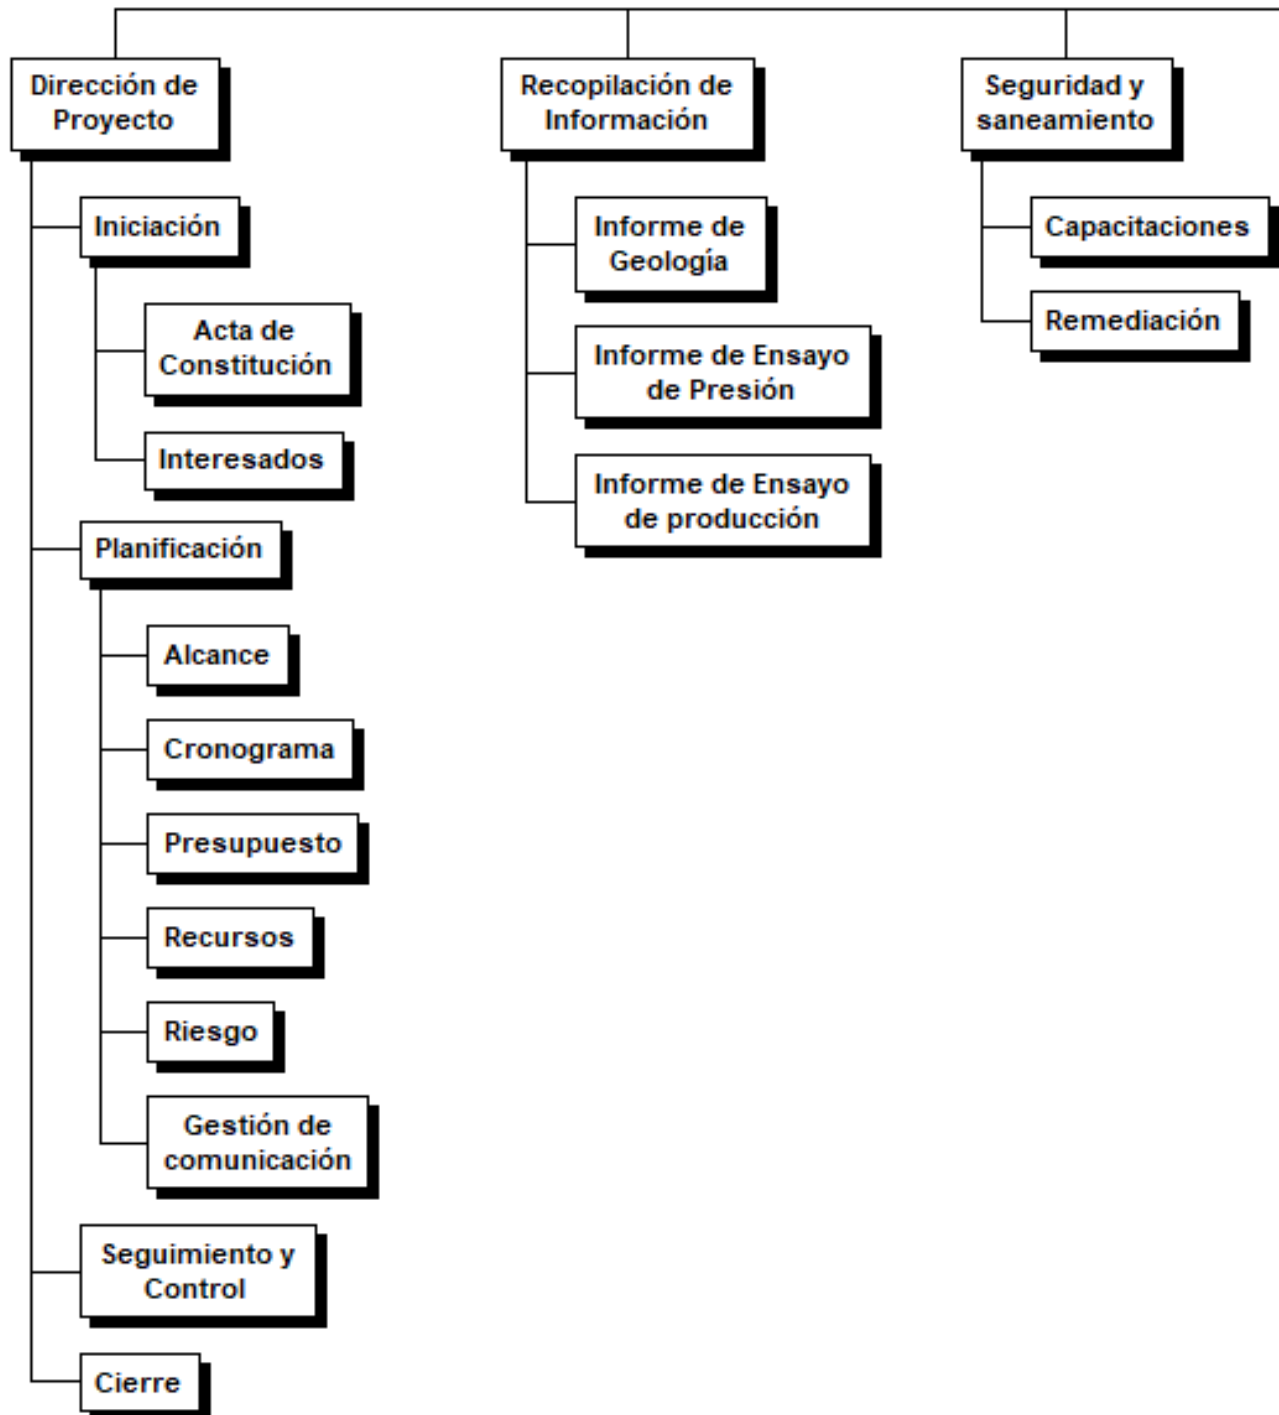 Dirección de
Proyecto
Iniciación
Acta de
Constitución
Interesados
Planificación
Alcance
Cronograma
Presupuesto
Recursos
Riesgo
Gestión de
comunicación
Seguimiento y
Control
Cierre
Recopilación de
Información
Informe de
Geología
Informe de Ensayo
de Presión
Informe de Ensayo
de producción
Seguridad y
saneamiento
Capacitaciones
Remediación